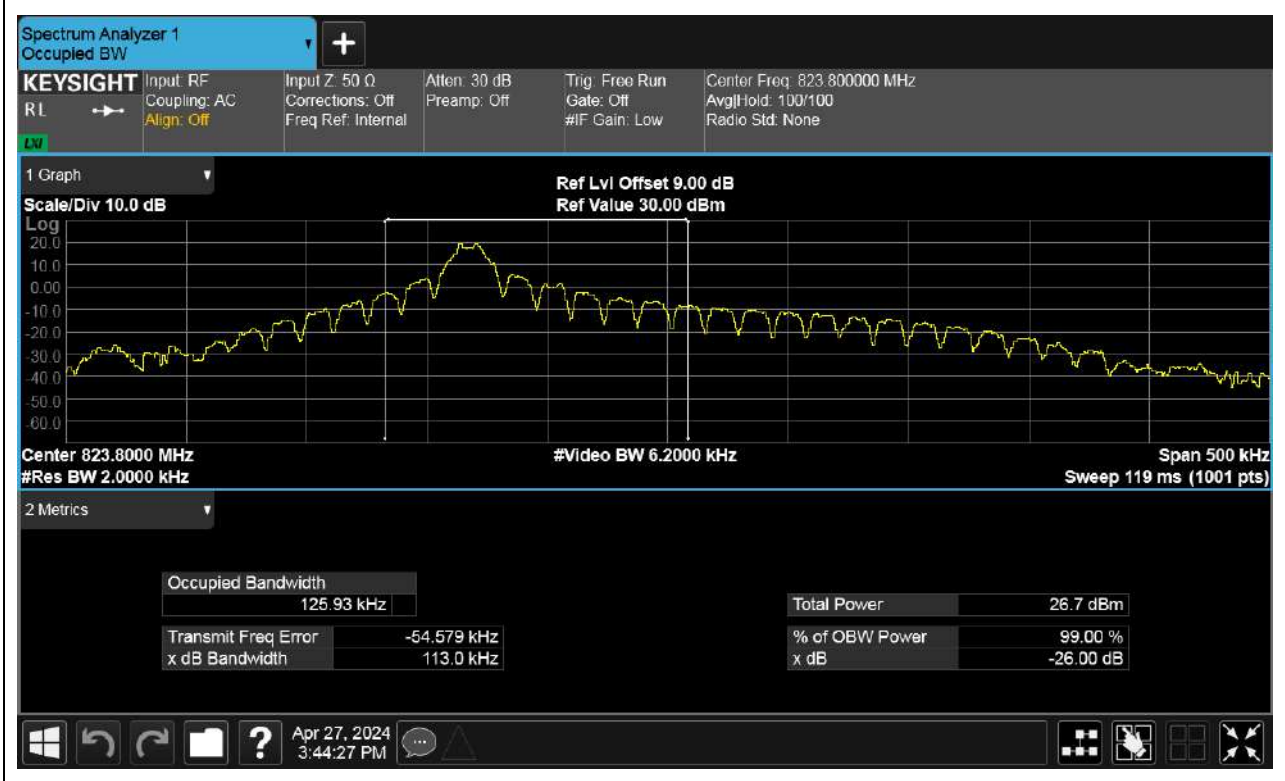 Spectrum Analyzer 1
Occupied BW
+
KEYSIGHT
RL
LXI
Input: RF
Coupling: AC
Align: Off
Input Z: 50 Ω
Corrections: Off
Freq Ref: Internal
Atten: 30 dB
Preamp: Off
Trig: Free Run
Gate: Off
#IF Gain: Low
Center Freq: 823.800000 MHz
Avg|Hold: 100/100
Radio Std: None
1 Graph
Scale/Div 10.0 dB
Ref Lvl Offset 9.00 dB
Ref Value 30.00 dBm
Log
20.0
10.0
0.00
-10.0
-20.0
-30.0
-40.0
-50.0
-60.0
Center 823.8000 MHz
#Video BW 6.2000 kHz
Span 500 kHz
#Res BW 2.0000 kHz
Sweep 119 ms (1001 pts)
2 Metrics
Occupied Bandwidth
125.93 kHz
Total Power 26.7 dBm
Transmit Freq Error -54.579 kHz
% of OBW Power 99.00 %
x dB Bandwidth 113.0 kHz
x dB -26.00 dB
?
Apr 27, 2024
3:44:27 PM